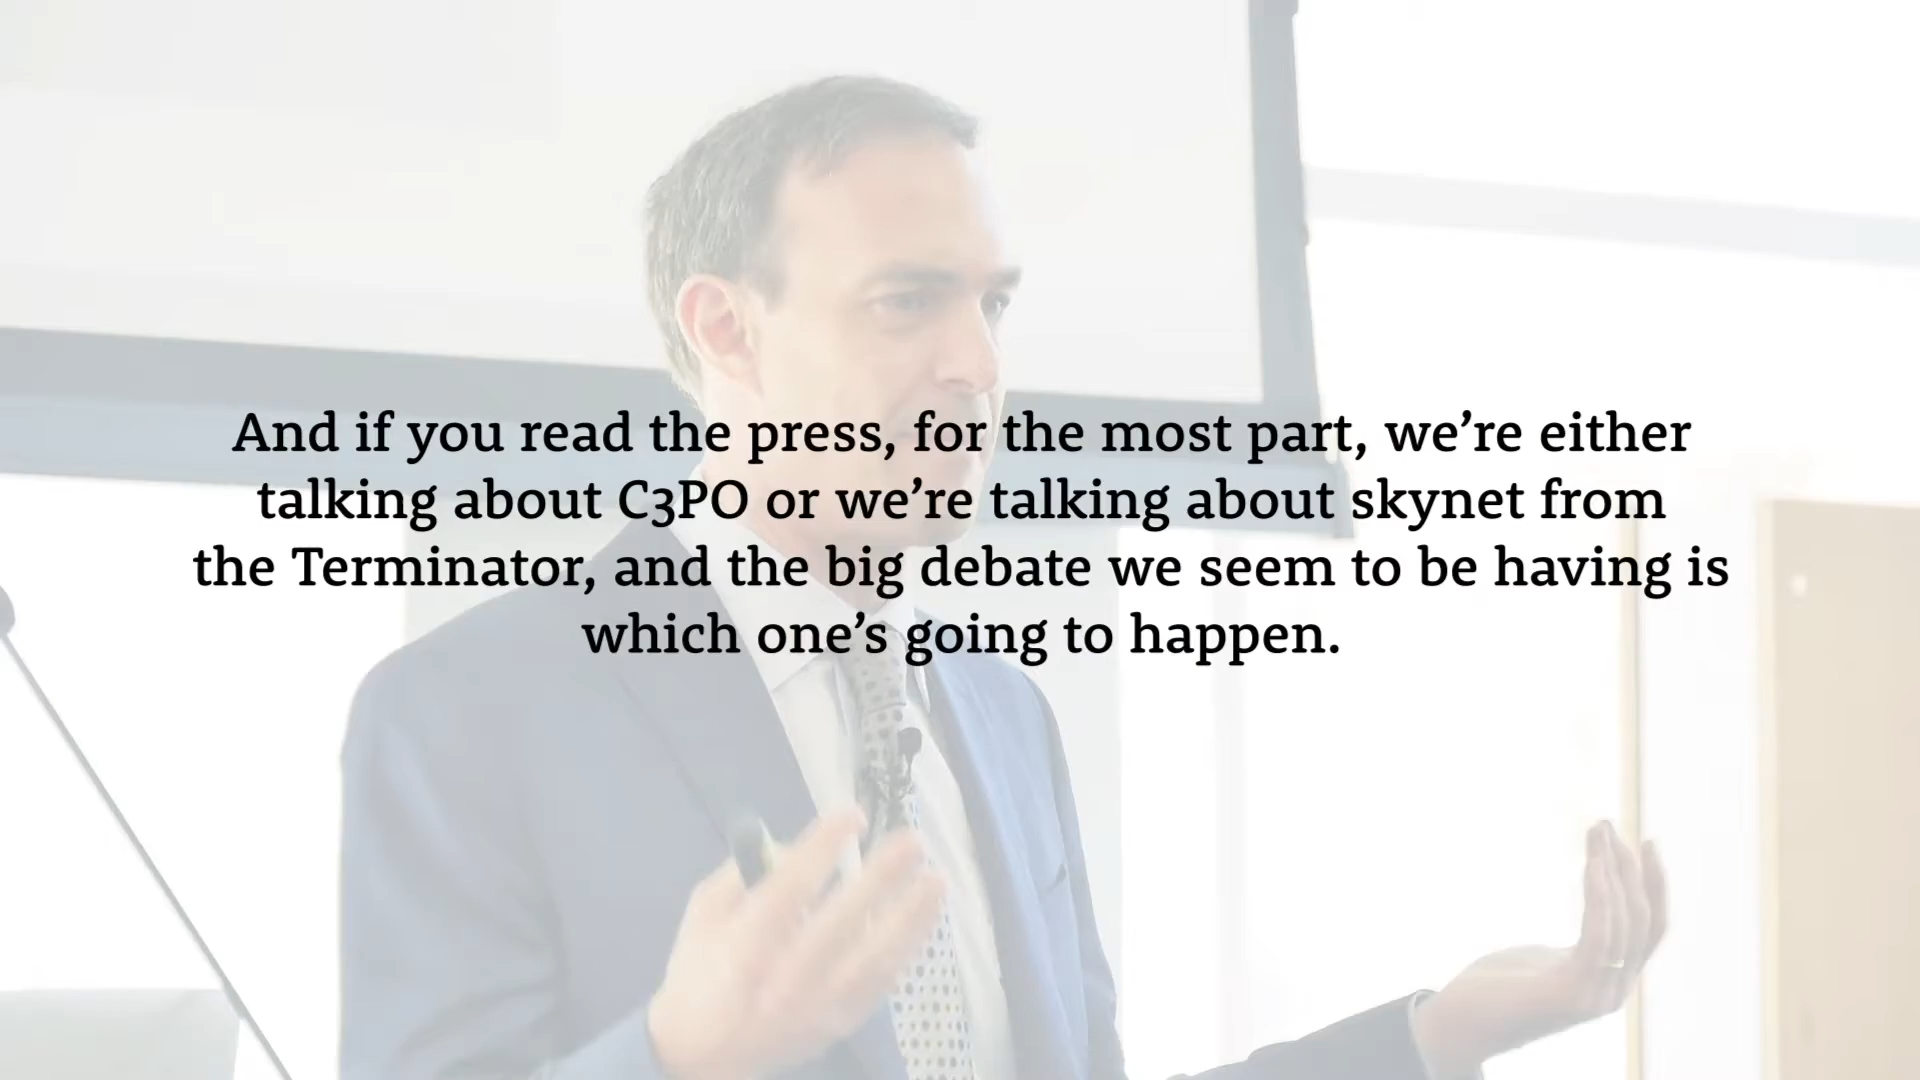 And if you read the press, for the most part, we’re either
talking about C3PO or we’re talking about skynet from
the Terminator, and the big debate we seem to be having is
which one’s going to happen.